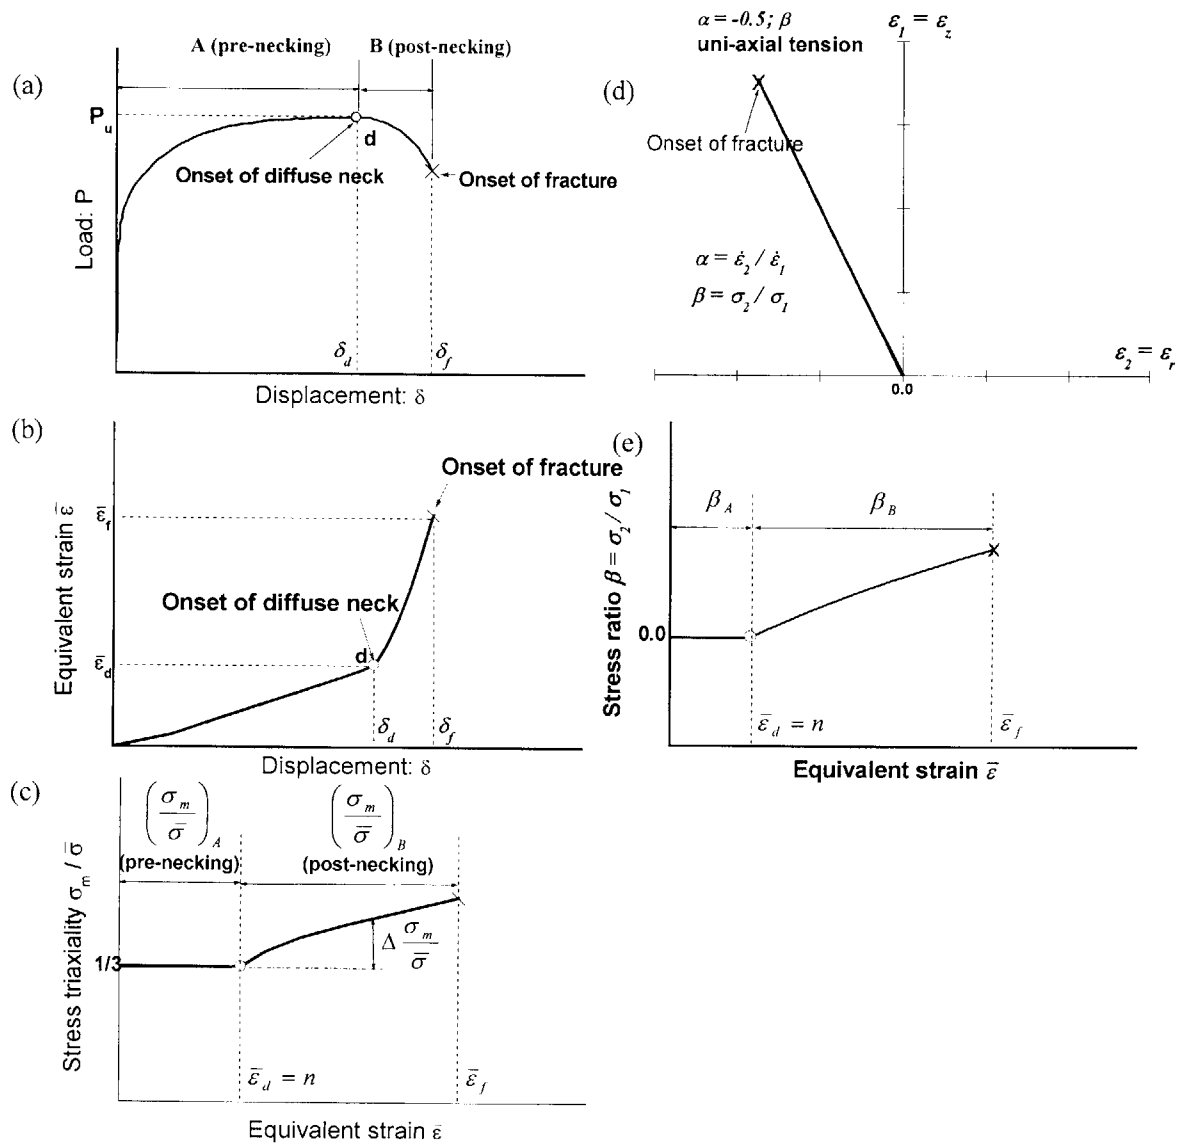 (a)
A (pre-necking)
B (post-necking)
P_u
d
Onset of diffuse neck
Onset of fracture
Load: P
δ_d
δ_f
Displacement: δ
(d)
α = -0.5; β
uni-axial tension
ε_1 = ε_z
Onset of fracture
α = ε̇_2 / ε̇_1
β = σ_2 / σ_1
ε_2 = ε_r
0.0
(b)
Onset of fracture
ε̄_f
Equivalent strain ε̄
Onset of diffuse neck
d
ε̄_d
δ_d
δ_f
Displacement: δ
(e)
β_A
β_B
Stress ratio β = σ_2 / σ_1
0.0
ε̄_d = n
ε̄_f
Equivalent strain ε̄
(c)
(σ_m / σ̄)_A
(pre-necking)
(σ_m / σ̄)_B
(post-necking)
Stress triaxiality σ_m / σ̄
Δ σ_m / σ̄
1/3
ε̄_d = n
ε̄_f
Equivalent strain ε̄